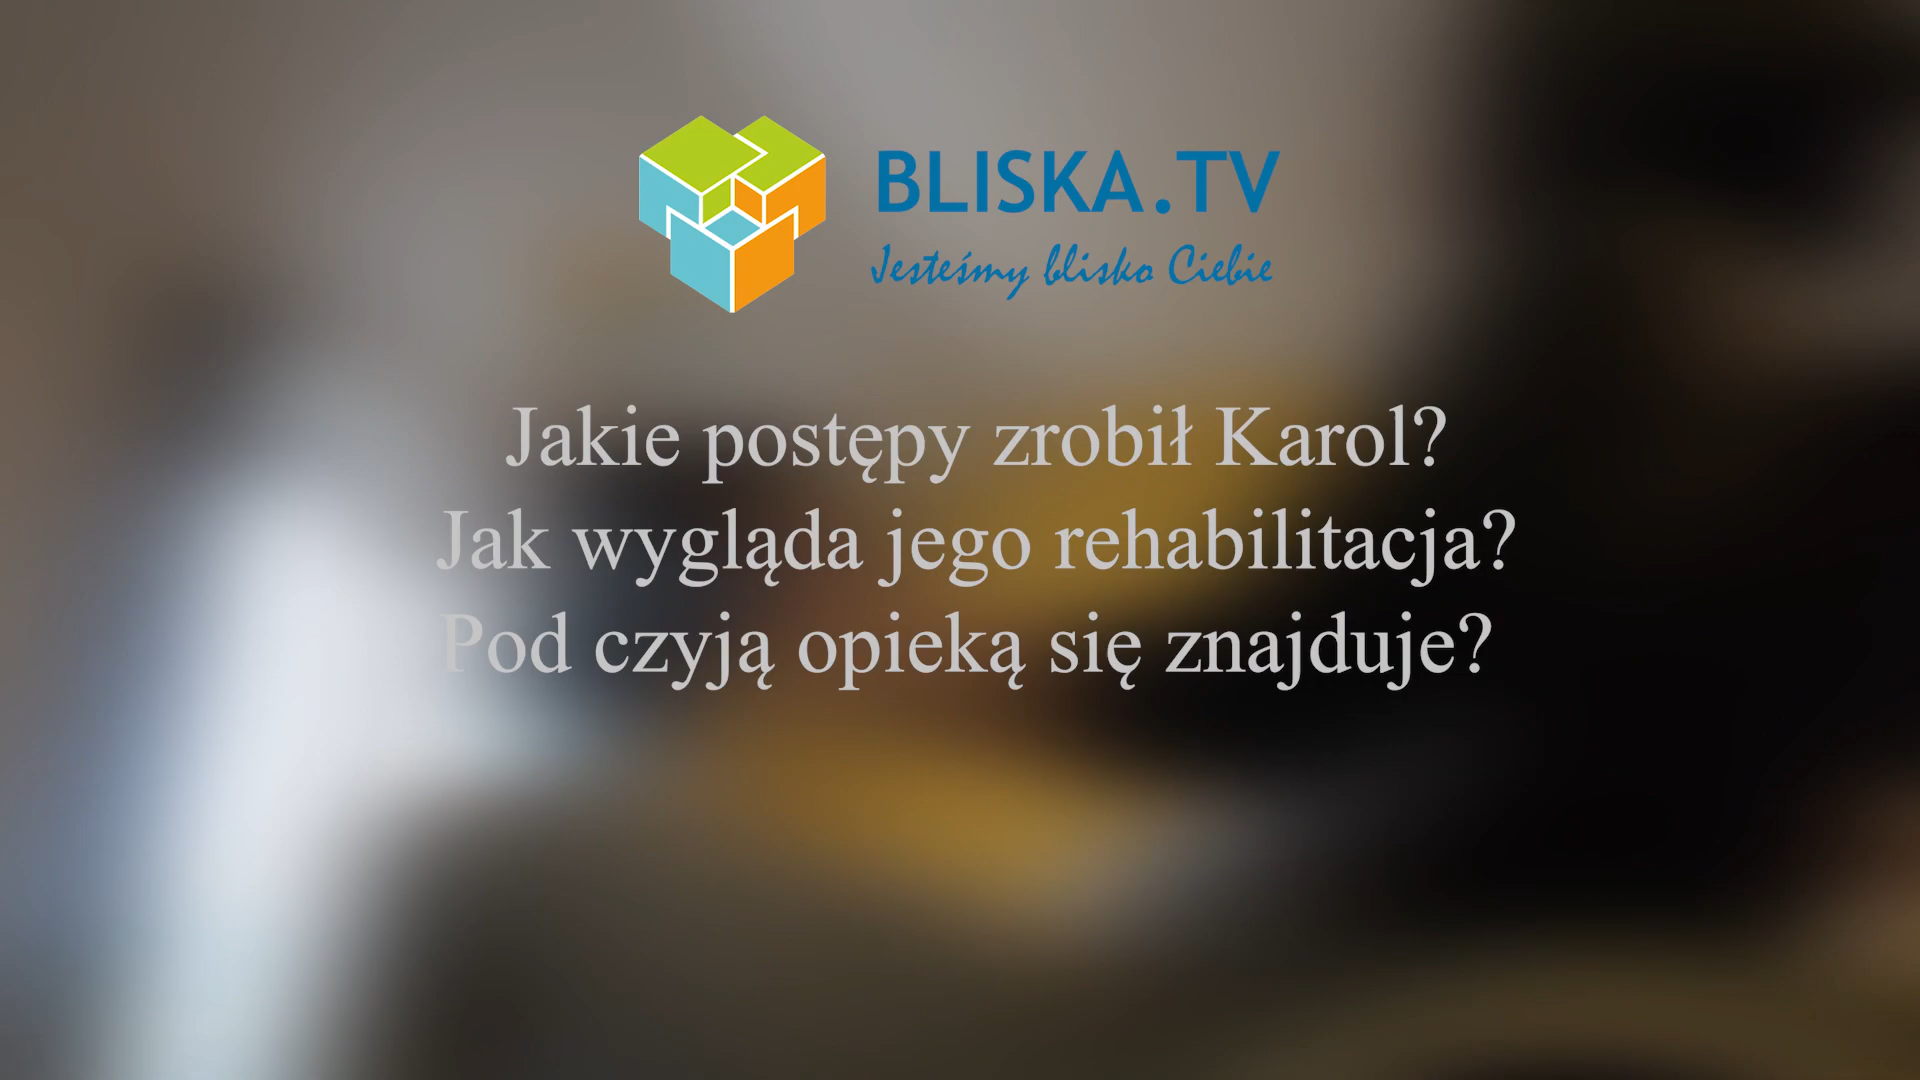 BLISKA.TV
Jesteśmy blisko Ciebie
Jakie postępy zrobił Karol?
Jak wygląda jego rehabilitacja?
Pod czyją opieką się znajduje?